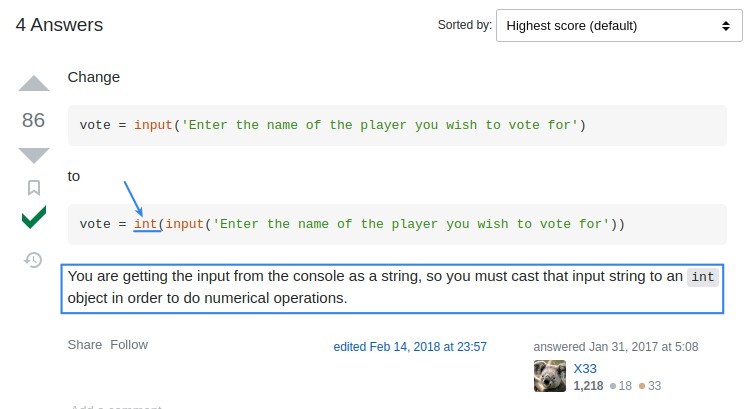 4 Answers
Sorted by: Highest score (default)
Change
86
vote = input('Enter the name of the player you wish to vote for')
to
vote = int(input('Enter the name of the player you wish to vote for'))
You are getting the input from the console as a string, so you must cast that input string to an int
object in order to do numerical operations.
Share Follow
edited Feb 14, 2018 at 23:57
answered Jan 31, 2017 at 5:08
X33
1,218 18 33
Add a comment